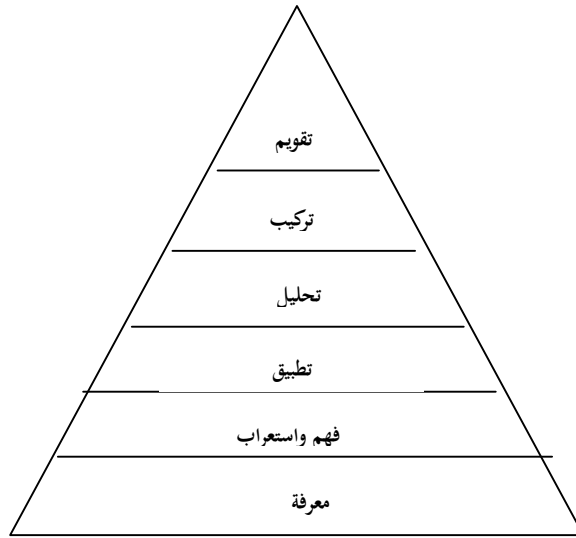 تقويم
تركيب
تحليل
تطبيق
فهم واستعراب
معرفة